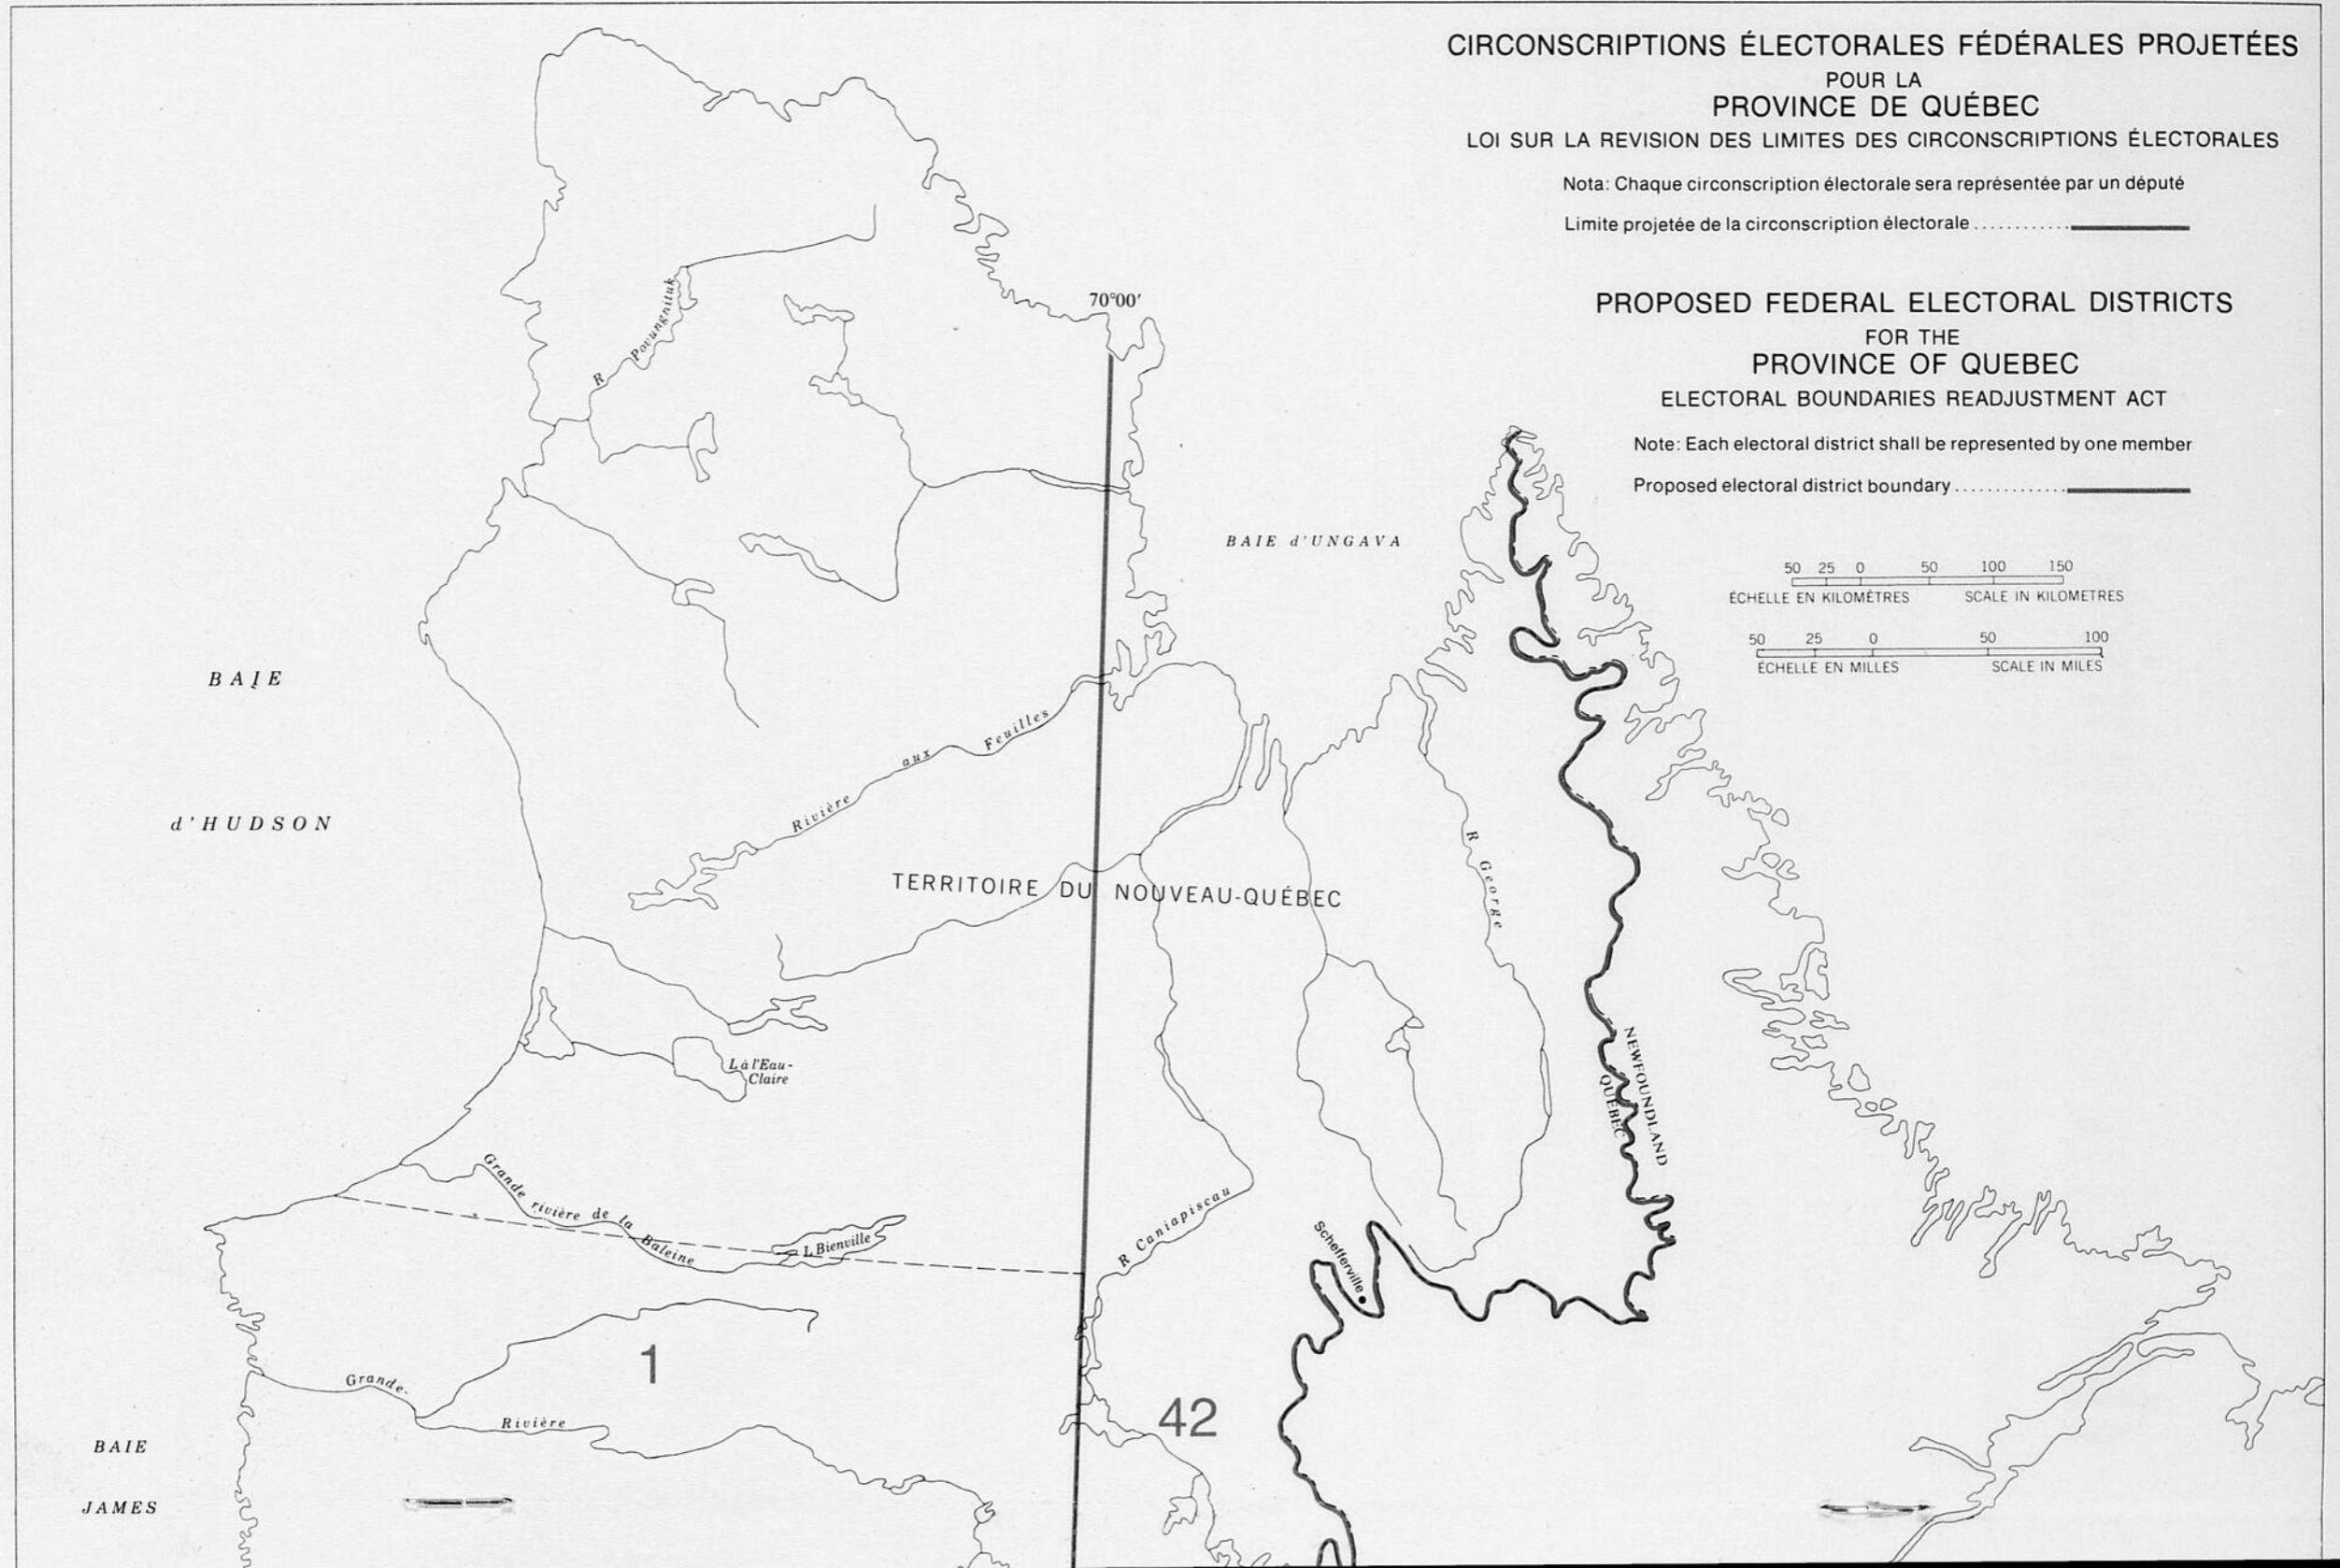 CIRCONSCRIPTIONS ÉLECTORALES FÉDÉRALES PROJETÉES
POUR LA
PROVINCE DE QUÉBEC
LOI SUR LA REVISION DES LIMITES DES CIRCONSCRIPTIONS ÉLECTORALES
Nota: Chaque circonscription électorale sera représentée par un député
Limite projetée de la circonscription électorale ............
PROPOSED FEDERAL ELECTORAL DISTRICTS
FOR THE
PROVINCE OF QUEBEC
ELECTORAL BOUNDARIES READJUSTMENT ACT
Note: Each electoral district shall be represented by one member
Proposed electoral district boundary ..............
50 25 0 50 100 150
ÉCHELLE EN KILOMÈTRES SCALE IN KILOMETRES
50 25 0 50 100
ÉCHELLE EN MILLES SCALE IN MILES
70°00'
R Povungnituk
BAIE d'UNGAVA
BAIE
d'HUDSON
Rivière aux Feuilles
TERRITOIRE DU NOUVEAU-QUÉBEC
R George
L à l'Eau-
Claire
NEWFOUNDLAND
QUÉBEC
Grande rivière de la Baleine
L Bienville
R Caniapiscau
Schefferville
1
Grande-
Rivière
42
BAIE
JAMES